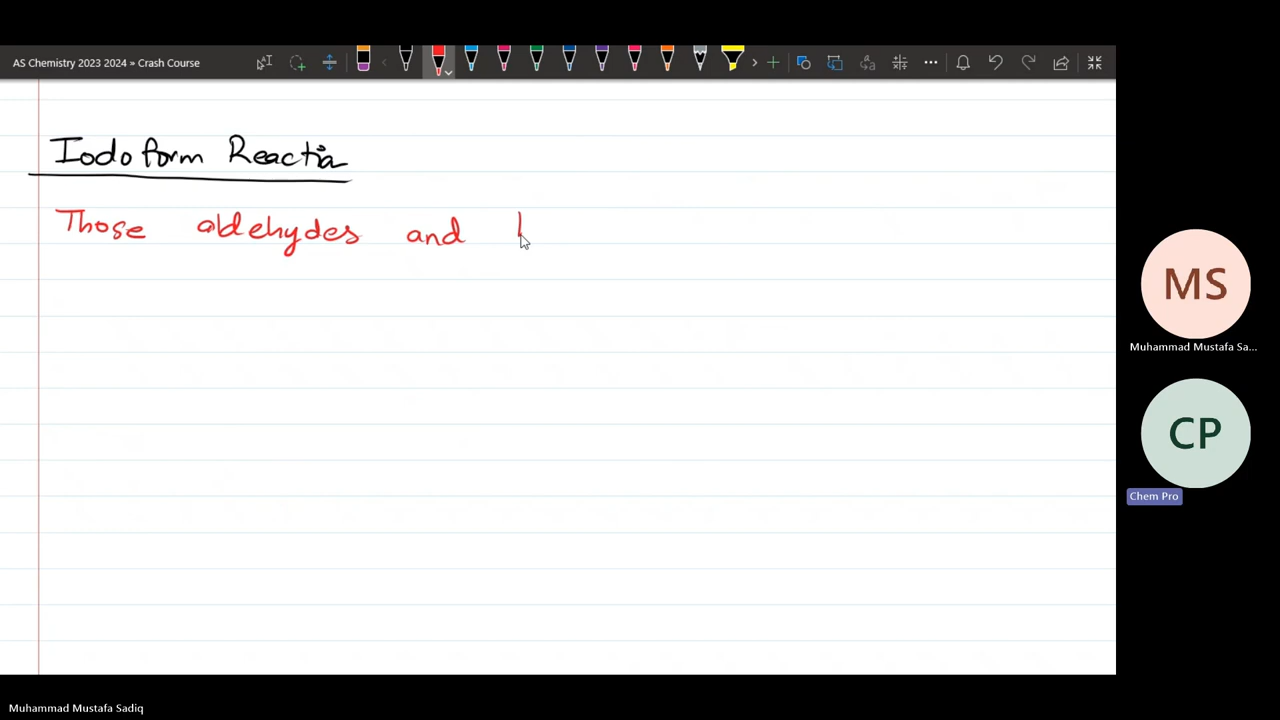 AS Chemistry 2023 2024 » Crash Course
Iodoform Reactio
Those aldehydes and
MS
Muhammad Mustafa Sa...
CP
Chem Pro
Muhammad Mustafa Sadiq